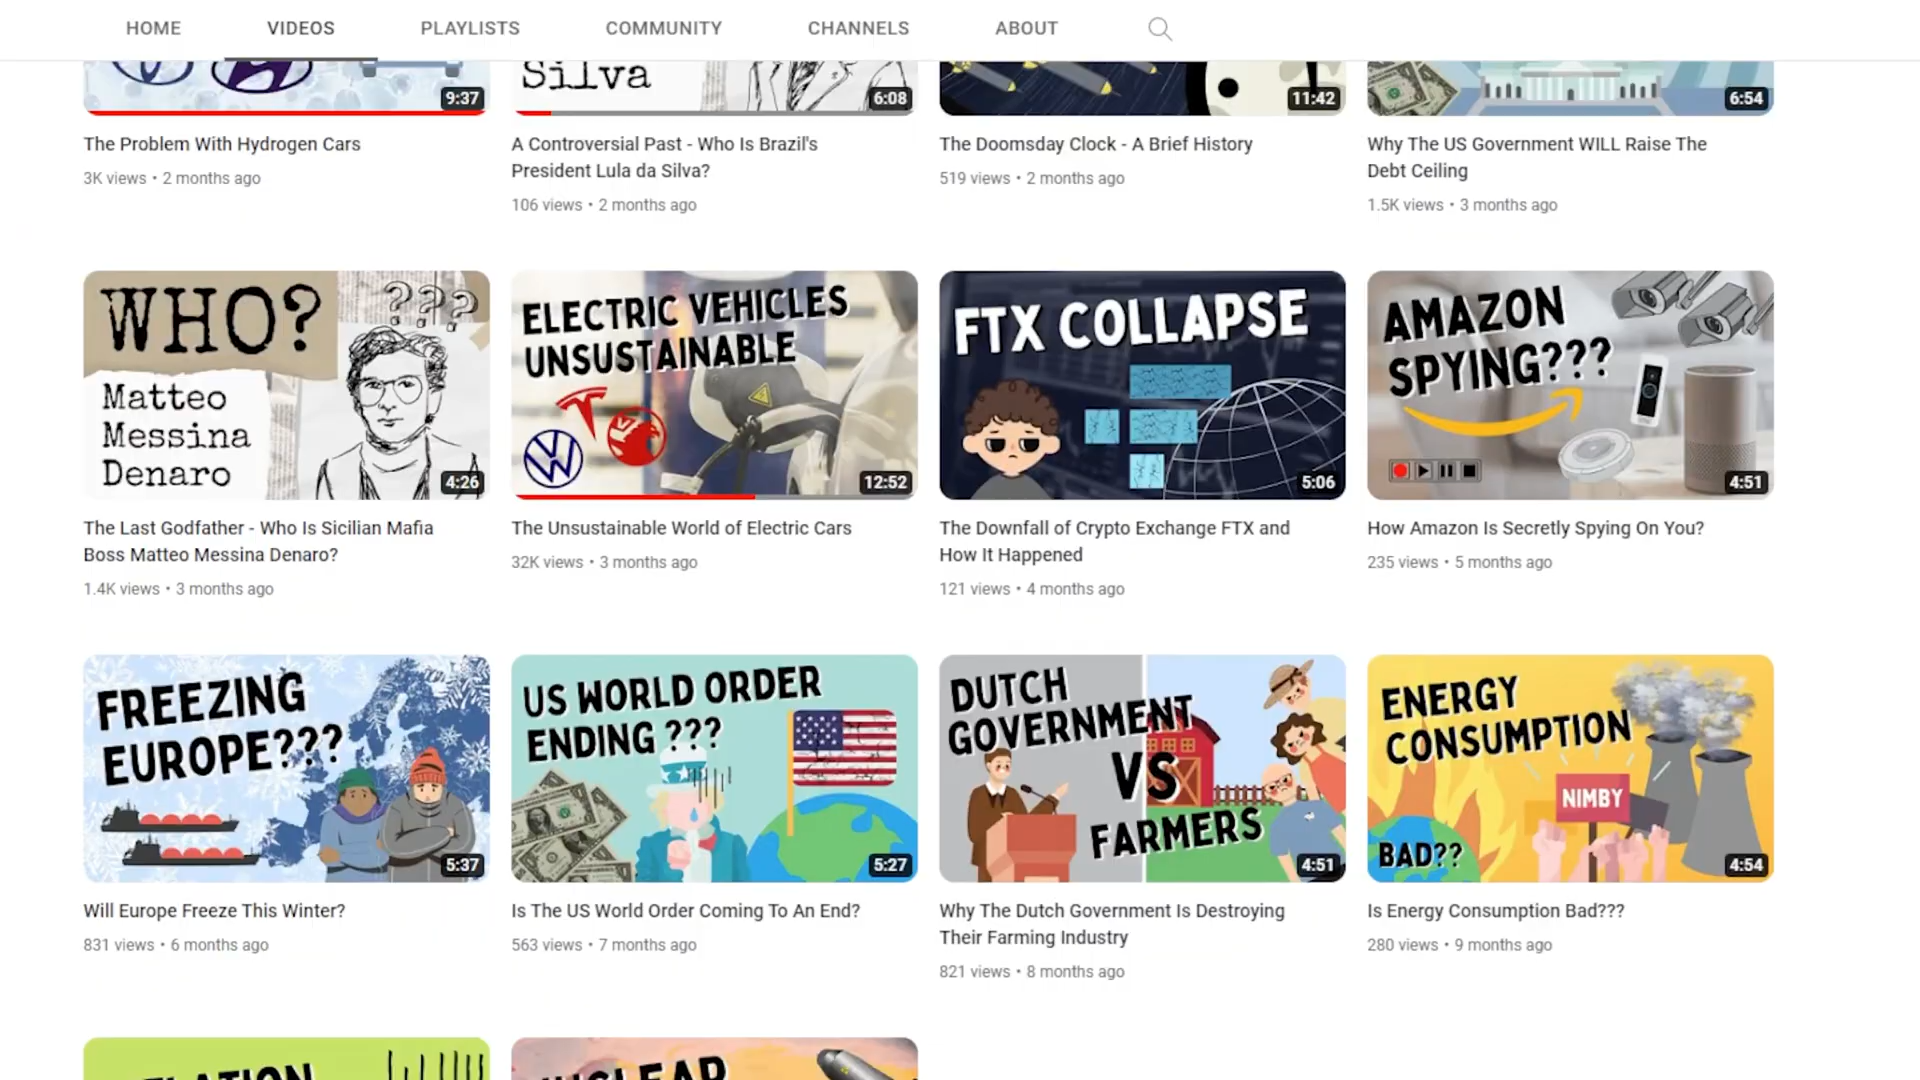 HOME VIDEOS PLAYLISTS COMMUNITY CHANNELS ABOUT
Silva
9:37
6:08
11:42
6:54
The Problem With Hydrogen Cars
3K views • 2 months ago
A Controversial Past - Who Is Brazil's
President Lula da Silva?
106 views • 2 months ago
The Doomsday Clock - A Brief History
519 views • 2 months ago
Why The US Government WILL Raise The
Debt Ceiling
1.5K views • 3 months ago
WHO?
???
Matteo
Messina
Denaro
4:26
The Last Godfather - Who Is Sicilian Mafia
Boss Matteo Messina Denaro?
1.4K views • 3 months ago
ELECTRIC VEHICLES
UNSUSTAINABLE
12:52
The Unsustainable World of Electric Cars
32K views • 3 months ago
FTX COLLAPSE
5:06
The Downfall of Crypto Exchange FTX and
How It Happened
121 views • 4 months ago
AMAZON
SPYING???
4:51
How Amazon Is Secretly Spying On You?
235 views • 5 months ago
FREEZING
EUROPE???
5:37
Will Europe Freeze This Winter?
831 views • 6 months ago
US WORLD ORDER
ENDING ???
5:27
Is The US World Order Coming To An End?
563 views • 7 months ago
DUTCH
GOVERNMENT
VS
FARMERS
4:51
Why The Dutch Government Is Destroying
Their Farming Industry
821 views • 8 months ago
ENERGY
CONSUMPTION
NIMBY
BAD??
4:54
Is Energy Consumption Bad???
280 views • 9 months ago